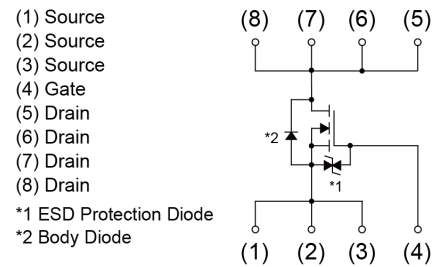 (1) Source
(2) Source
(3) Source
(4) Gate
(5) Drain
(6) Drain
(7) Drain
(8) Drain
*1 ESD Protection Diode
*2 Body Diode
(8) (7) (6) (5)
*2
*1
(1) (2) (3) (4)